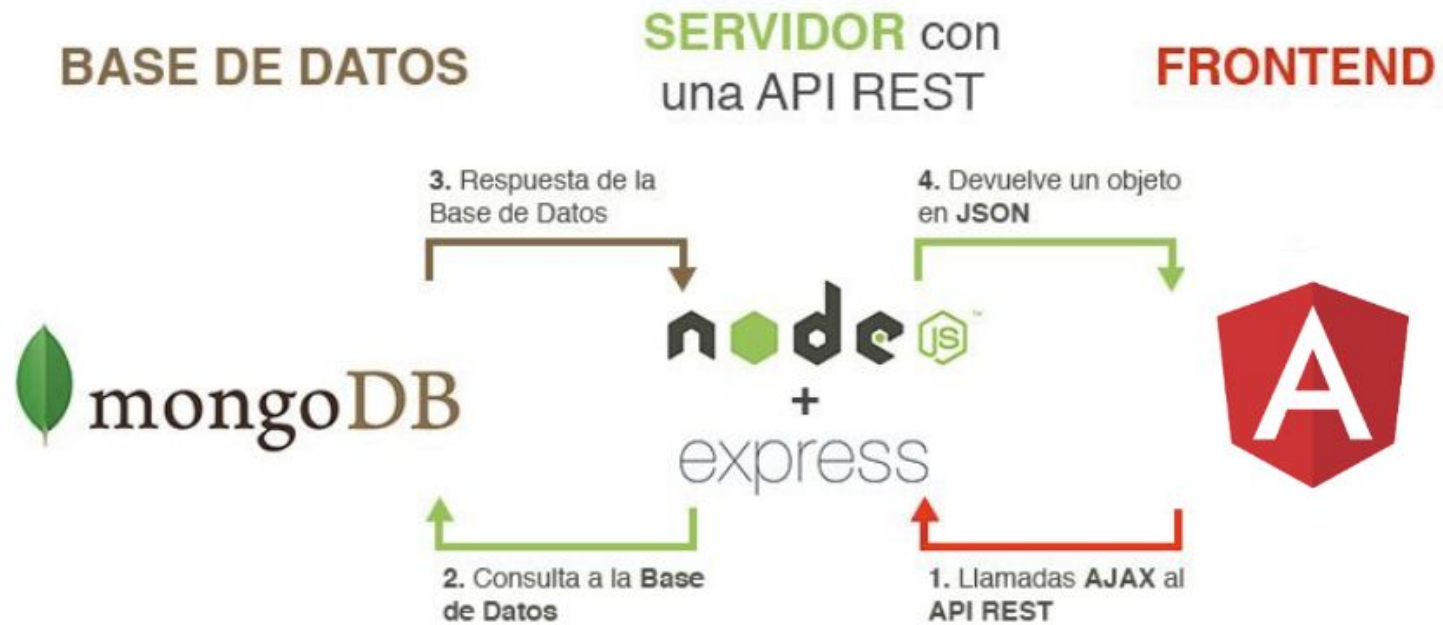 BASE DE DATOS
SERVIDOR con
una API REST
FRONTEND
3. Respuesta de la
Base de Datos
4. Devuelve un objeto
en JSON
mongoDB
node JS™
+
express
A
2. Consulta a la Base
de Datos
1. Llamadas AJAX al
API REST